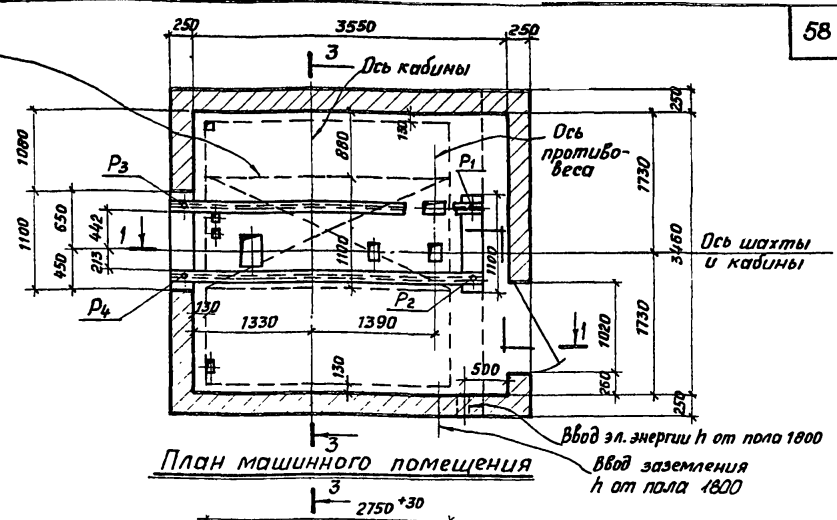 58
250
3550
250
3
Ось кабины
Ось
противо-
веса
250
130
880
1080
1730
P3
P1
650
442
1100
1
213
450
1100
1100
3460
Ось шахты
и кабины
P4
P2
130
1330
1390
1730
1020
1
130
500
260
250
Ввод эл. энергии h от пола 1800
3
План машинного помещения
Ввод заземления
h от пола 1800
3
2750 +30